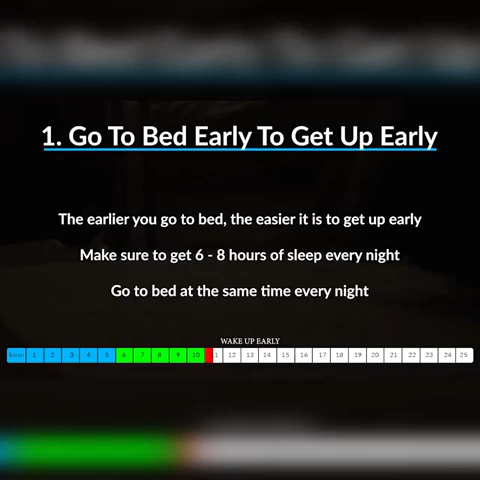 1. Go To Bed Early To Get Up Early
The earlier you go to bed, the easier it is to get up early
Make sure to get 6 - 8 hours of sleep every night
Go to bed at the same time every night
WAKE UP EARLY
1 2 3 4 5 6 7 8 9 10 11 12 13 14 15 16 17 18 19 20 21 22 23 24 25